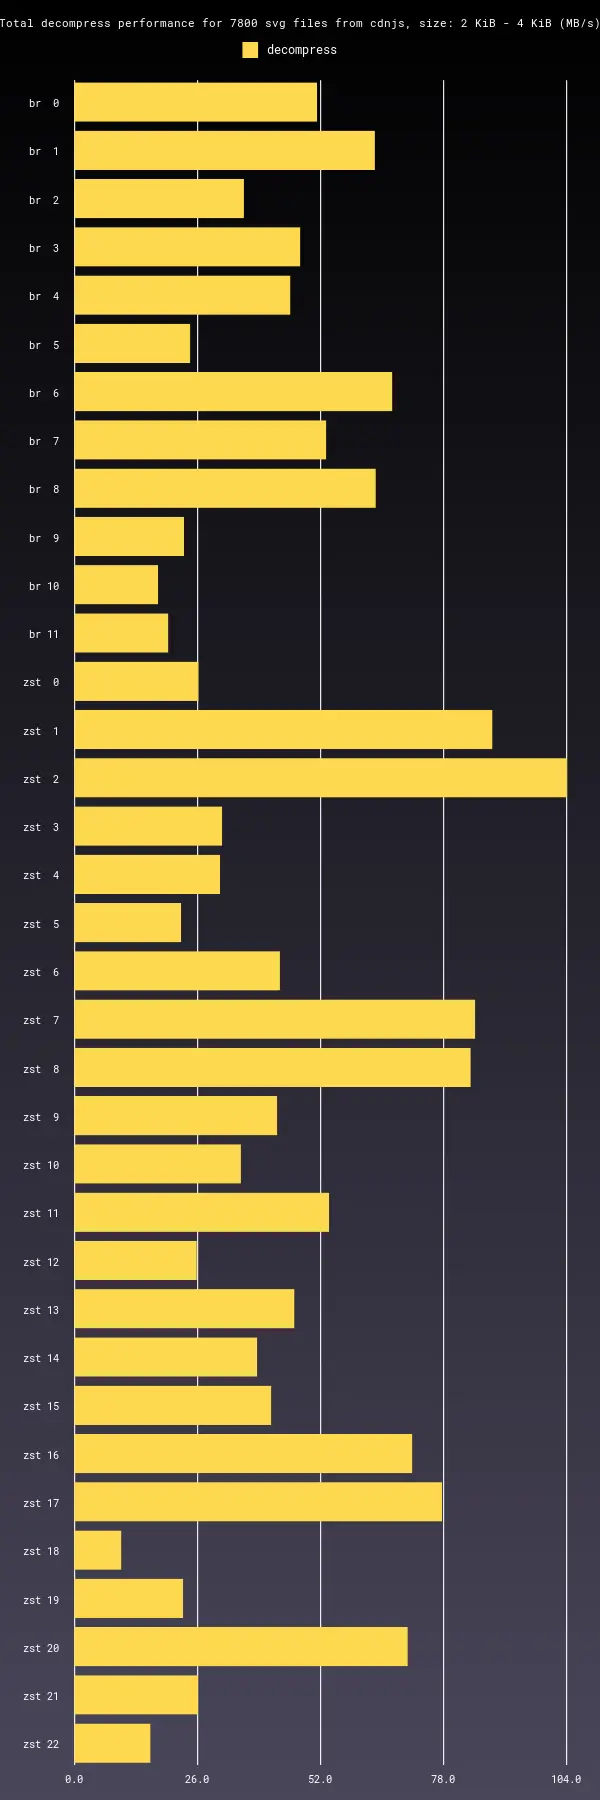 Total decompress performance for 7800 svg files from cdnjs, size: 2 KiB - 4 KiB (MB/s)
decompress
br 0
br 1
br 2
br 3
br 4
br 5
br 6
br 7
br 8
br 9
br 10
br 11
zst 0
zst 1
zst 2
zst 3
zst 4
zst 5
zst 6
zst 7
zst 8
zst 9
zst 10
zst 11
zst 12
zst 13
zst 14
zst 15
zst 16
zst 17
zst 18
zst 19
zst 20
zst 21
zst 22
0.0 26.0 52.0 78.0 104.0